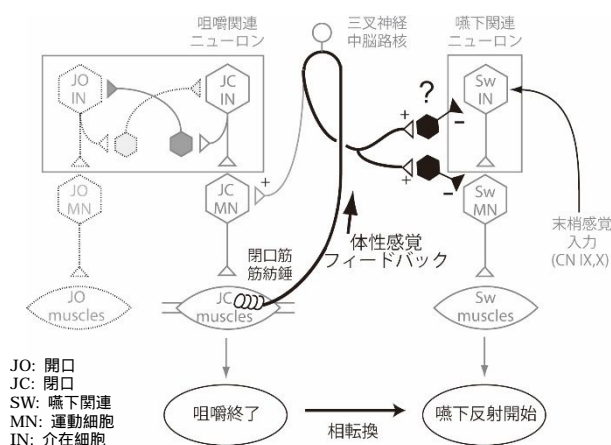 咀嚼関連
ニューロン
三叉神経
中脳路核
嚥下関連
ニューロン
JO
IN
JC
IN
?
Sw
IN
+
−
+
−
+
JO
MN
JC
MN
Sw
MN
末梢感覚
入力
(CN IX,X)
体性感覚
フィードバック
閉口筋
筋紡錘
JO
muscles
JC
muscles
Sw
muscles
JO: 開口
JC: 閉口
SW: 嚥下関連
MN: 運動細胞
IN: 介在細胞
咀嚼終了
相転換
嚥下反射開始